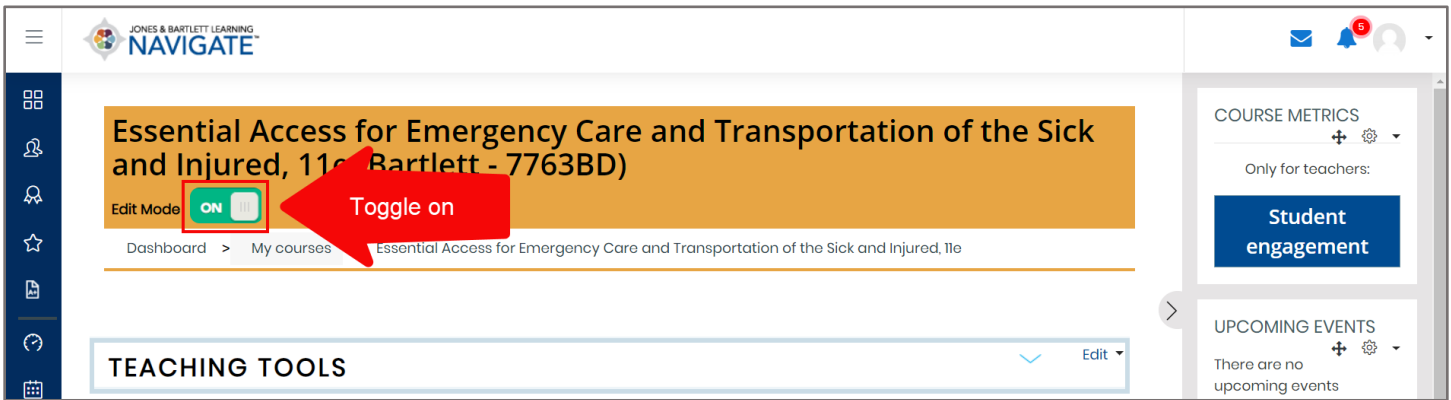 JONES & BARTLETT LEARNING
NAVIGATE™
5
Essential Access for Emergency Care and Transportation of the Sick
and Injured, 11e Bartlett - 7763BD)
Edit Mode ON
Toggle on
Dashboard > My courses Essential Access for Emergency Care and Transportation of the Sick and Injured, 11e
TEACHING TOOLS
Edit
COURSE METRICS
Only for teachers:
Student
engagement
UPCOMING EVENTS
There are no
upcoming events